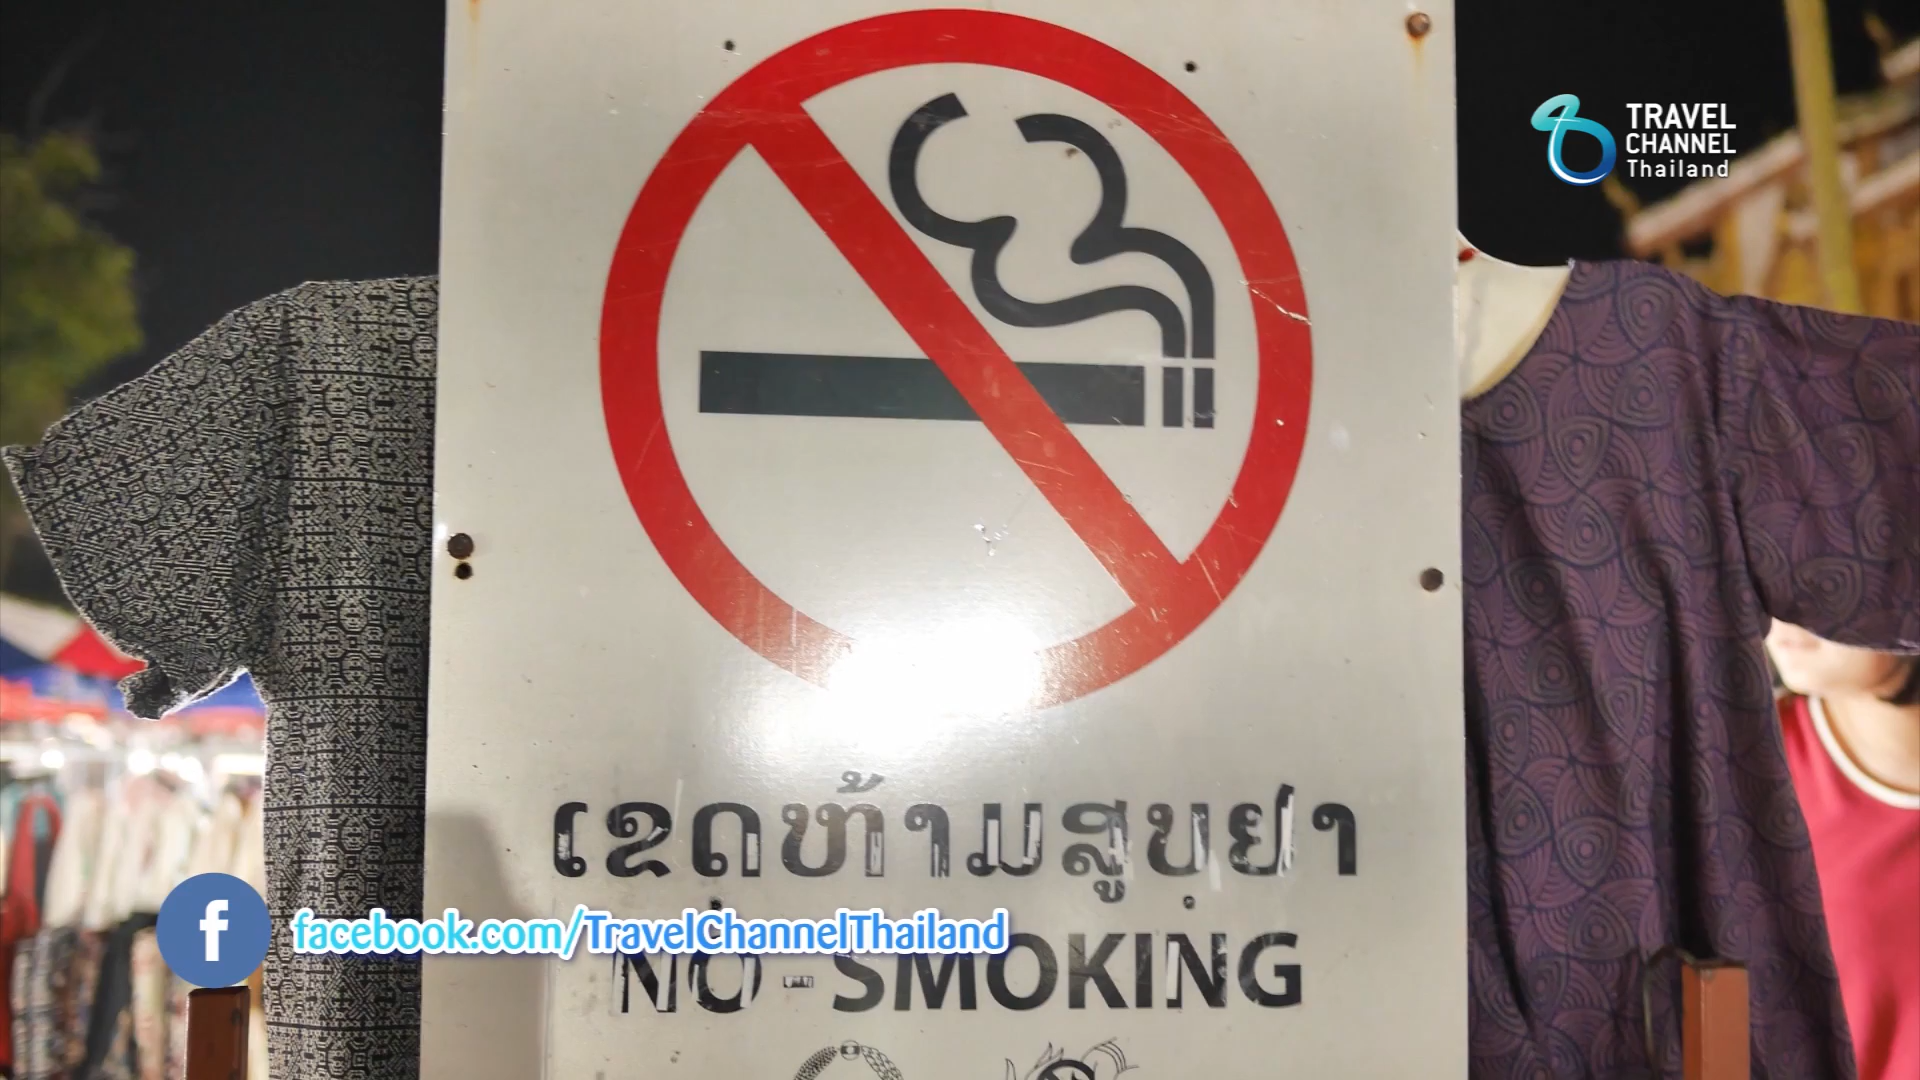 TRAVEL
CHANNEL
Thailand
ເຂດຫ້າມສູບຢາ
facebook.com/TravelChannelThailand
NO-SMOKING